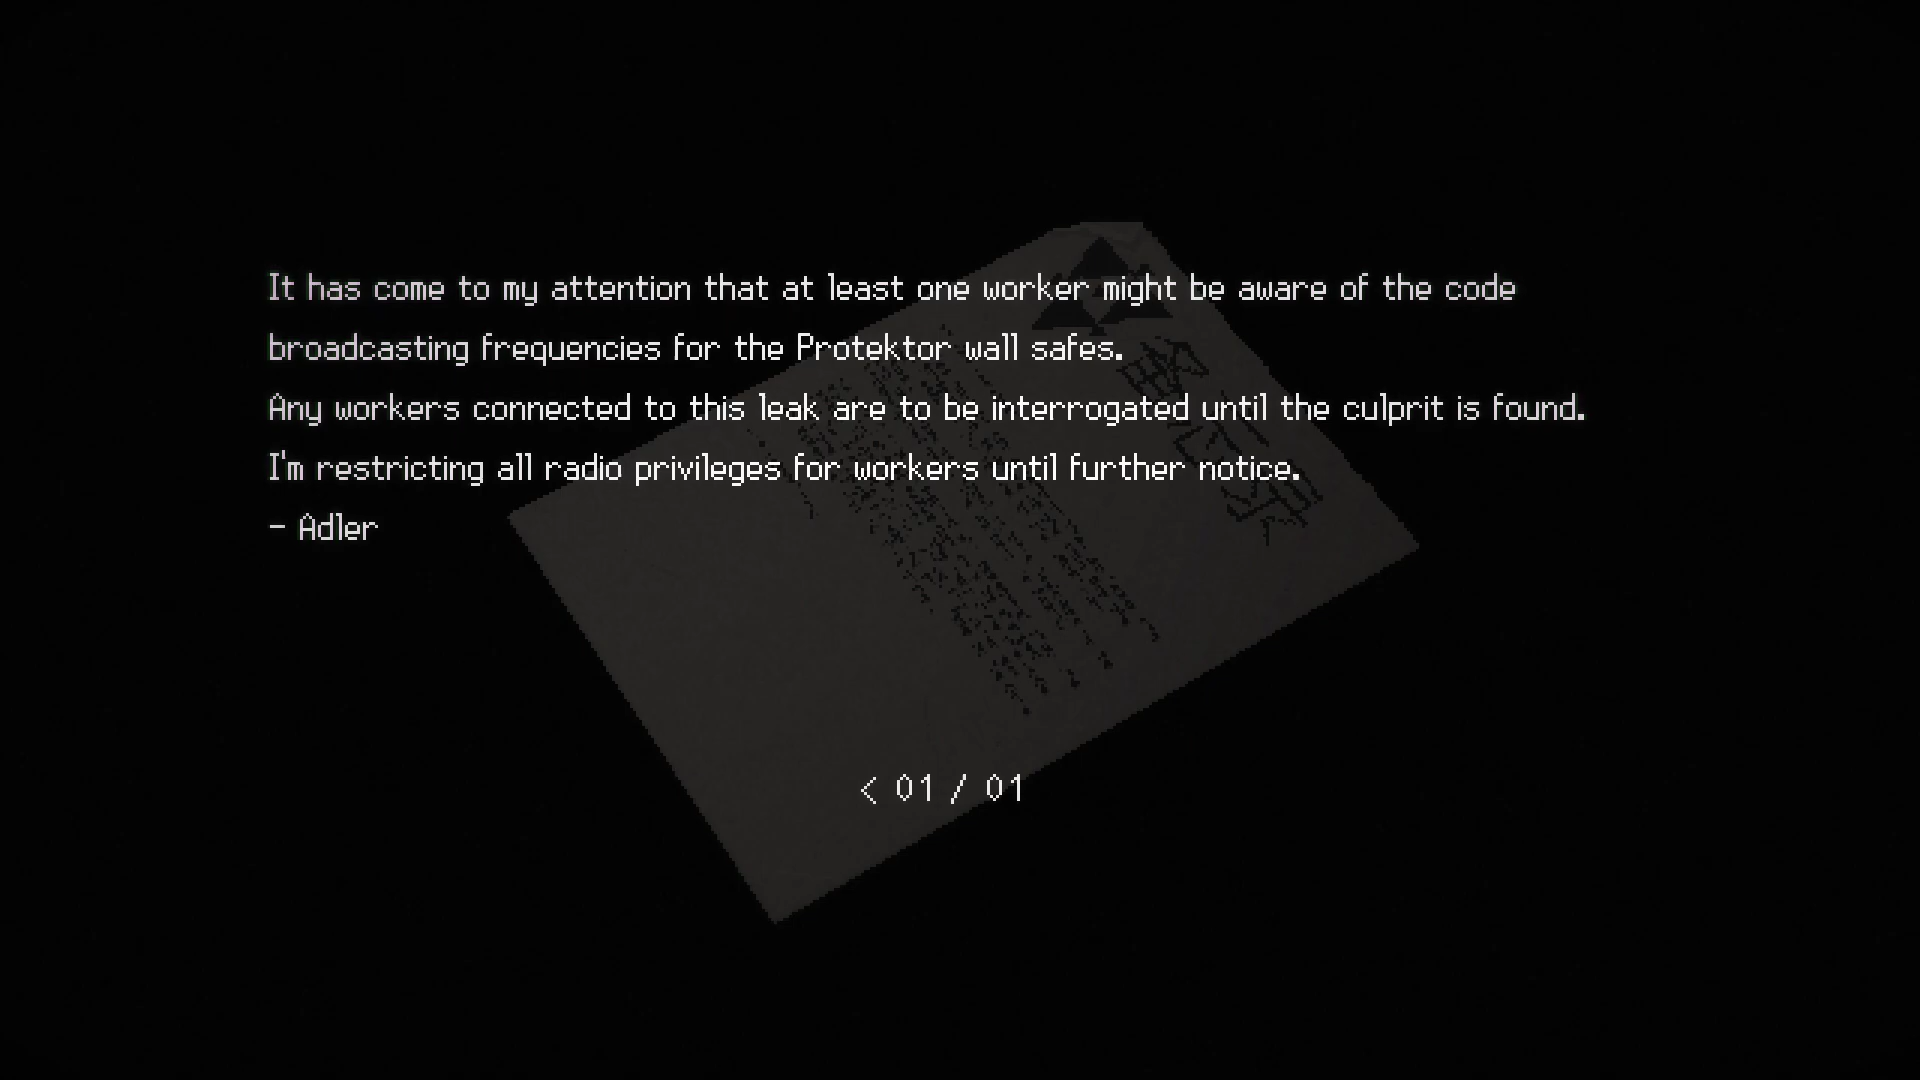 It has come to my attention that at least one worker might be aware of the code
broadcasting frequencies for the Protektor wall safes.
Any workers connected to this leak are to be interrogated until the culprit is found.
I'm restricting all radio privileges for workers until further notice.
- Adler
< 01 / 01